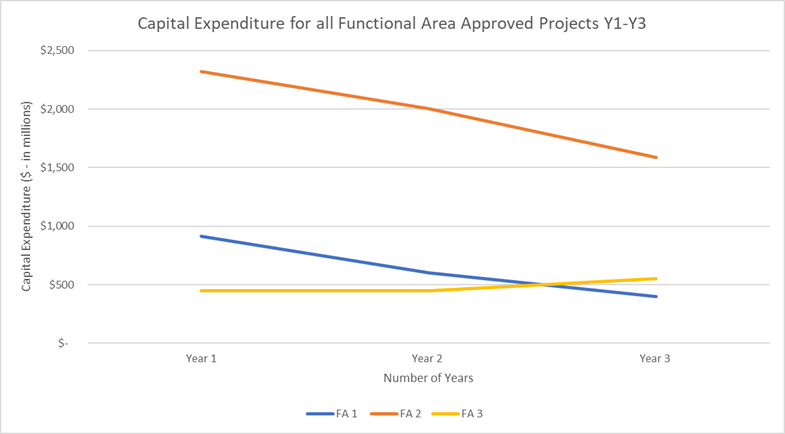 Capital Expenditure for all Functional Area Approved Projects Y1-Y3
Capital Expenditure ($ - in millions)
$2,500
$2,000
$1,500
$1,000
$500
$-
Year 1 Year 2 Year 3
Number of Years
FA 1 FA 2 FA 3